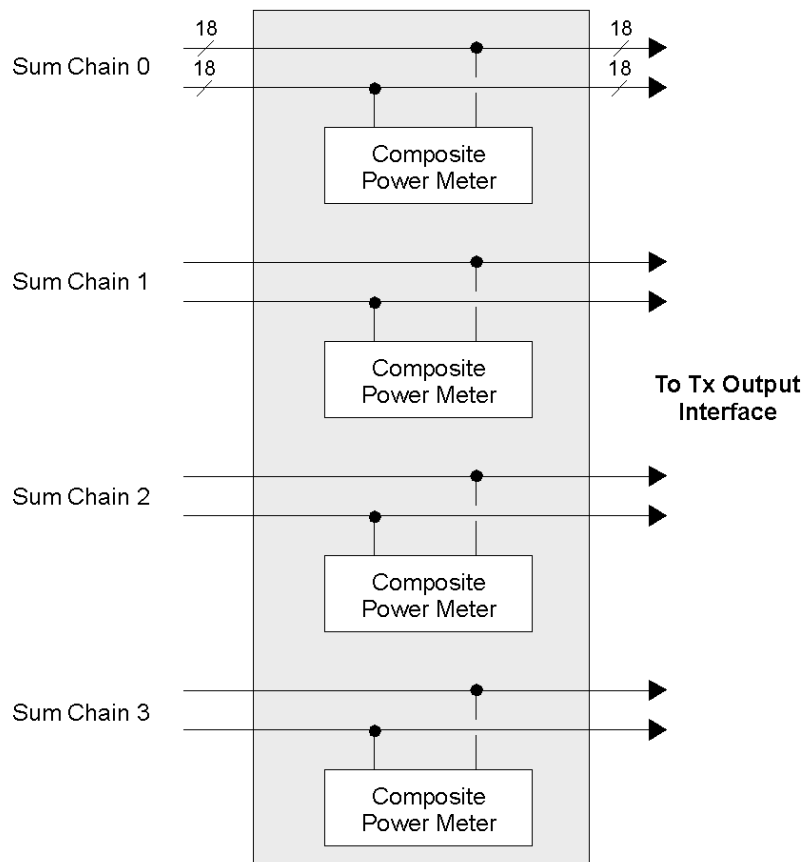 18
18
Sum Chain 0
18
18
Composite
Power Meter
Sum Chain 1
Composite
Power Meter
To Tx Output
Interface
Sum Chain 2
Composite
Power Meter
Sum Chain 3
Composite
Power Meter